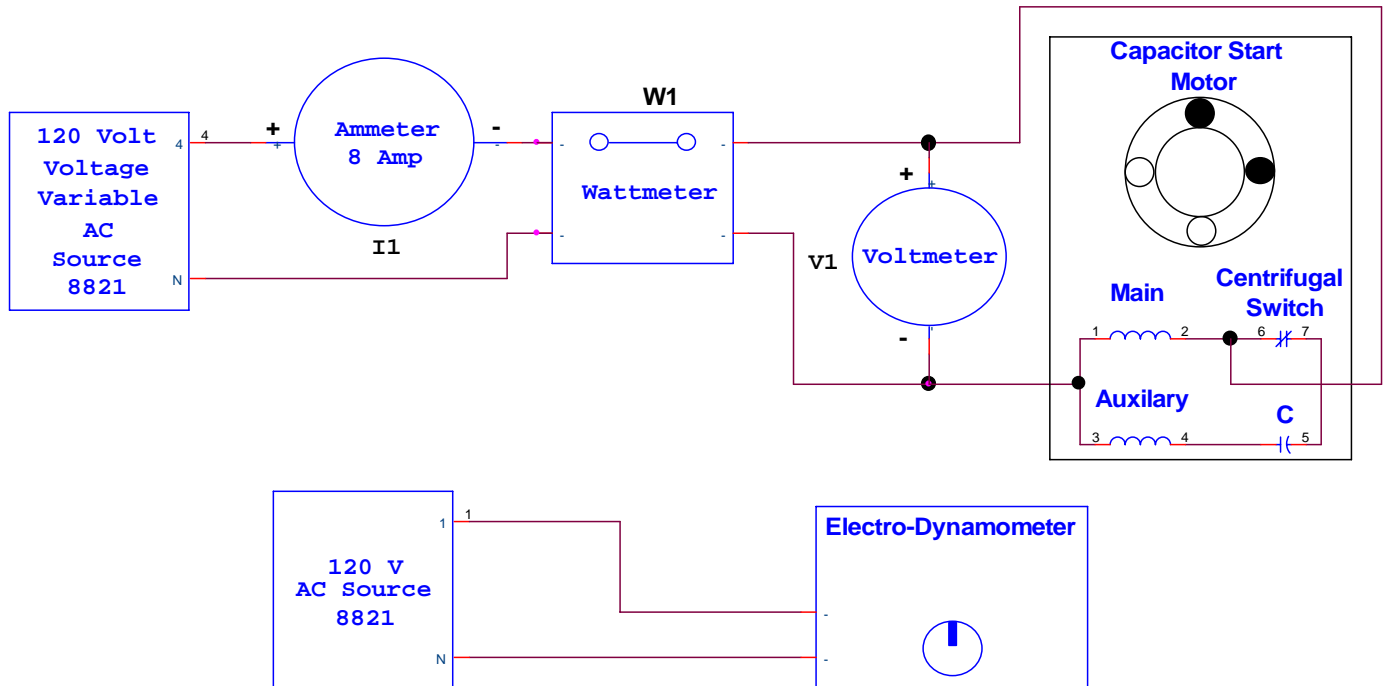 Capacitor Start
Motor
W1
120 Volt
Voltage
Variable
AC
Source
8821
4
4
N
+
+
Ammeter
8 Amp
-
-
I1
-
-
Wattmeter
-
-
+
+
V1
Voltmeter
-
-
Main
Centrifugal
Switch
1
2
6
7
Auxilary
C
3
4
5
120 V
AC Source
8821
1
1
N
Electro-Dynamometer
-
-